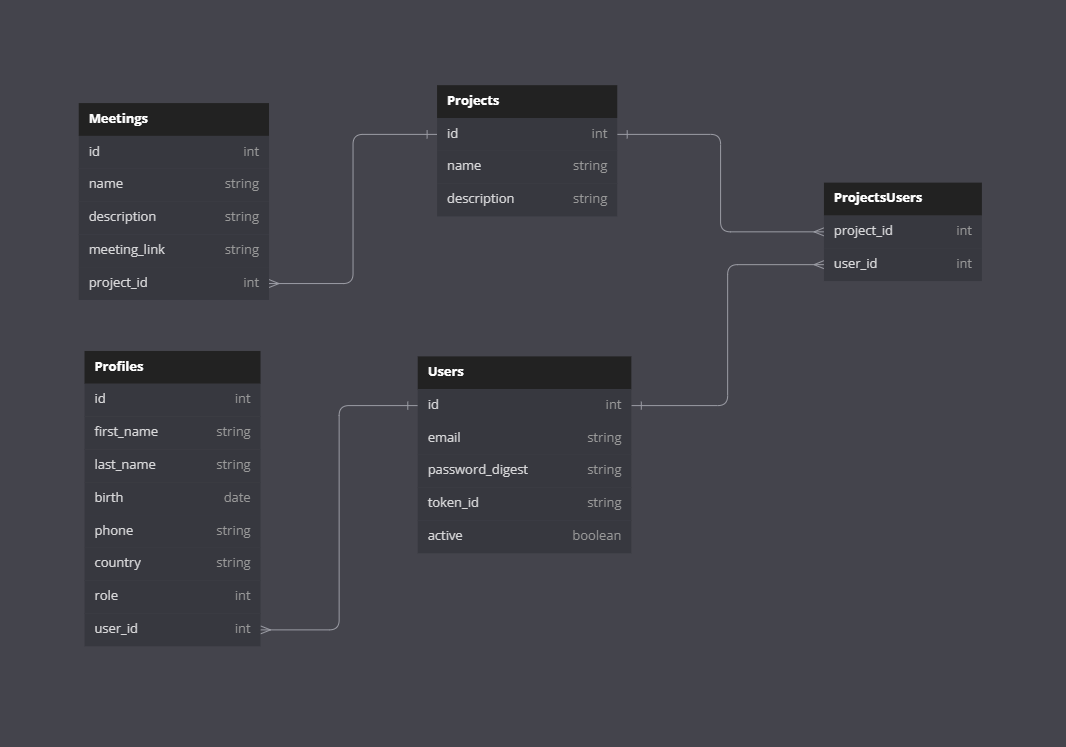 Meetings
id int
name string
description string
meeting_link string
project_id int
Projects
id int
name string
description string
ProjectsUsers
project_id int
user_id int
Profiles
id int
first_name string
last_name string
birth date
phone string
country string
role int
user_id int
Users
id int
email string
password_digest string
token_id string
active boolean